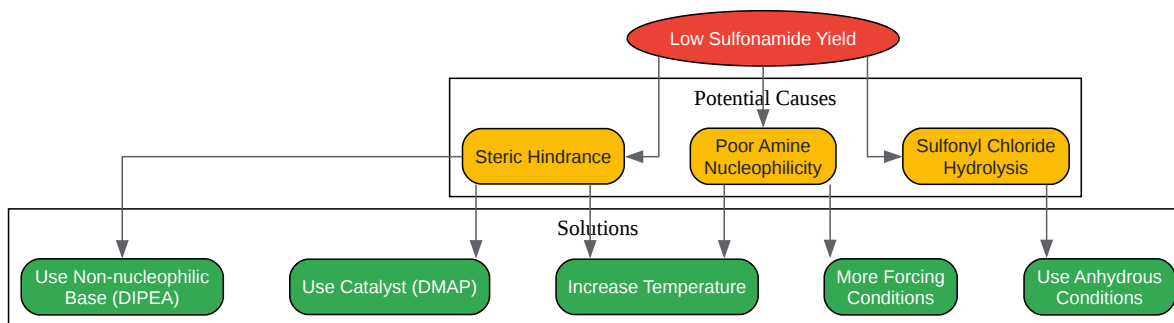 Low Sulfonamide Yield
Potential Causes
Steric Hindrance
Poor Amine
Nucleophilicity
Sulfonyl Chloride
Hydrolysis
Solutions
Use Non-nucleophilic
Base (DIPEA)
Use Catalyst (DMAP)
Increase Temperature
More Forcing
Conditions
Use Anhydrous
Conditions